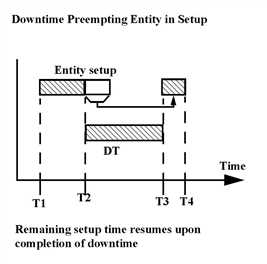 Downtime Preempting Entity in Setup
Entity setup
DT
Time
T1
T2
T3
T4
Remaining setup time resumes upon
completion of downtime